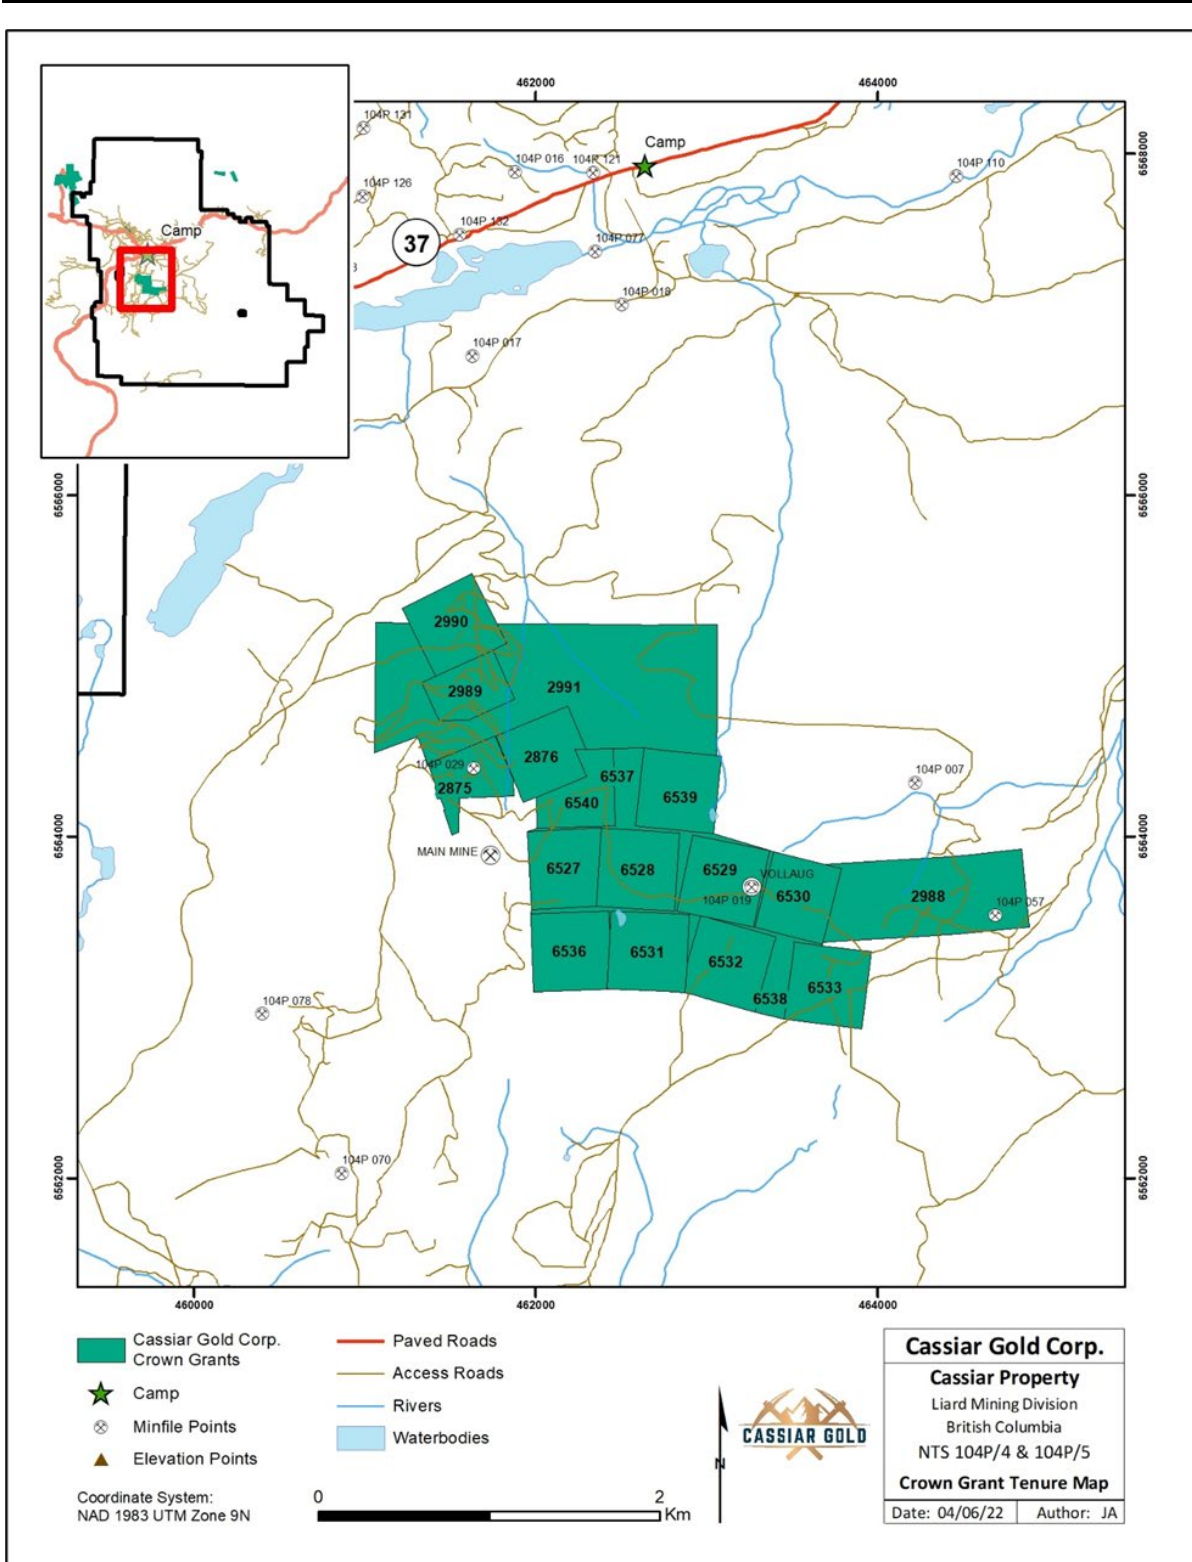 462000
464000
104P 131
Camp
104P 016
104P 121
104P 110
6568000
104P 126
Camp
104P 132
37
104P 077
3
104P 018
104P 017
6566000
6566000
2990
2989
2991
2876
104P 029
2875
6537
6540
6539
104P 007
6564000
6564000
MAIN MINE
6527
6528
6529
VOLLAUG
104P 019
6530
2988
104P 057
6536
6531
6532
6533
6538
104P 078
104P 070
6562000
6562000
460000
462000
464000
Cassiar Gold Corp.
Crown Grants
Camp
Minfile Points
Elevation Points
Paved Roads
Access Roads
Rivers
Waterbodies
Coordinate System:
NAD 1983 UTM Zone 9N
0
2
Km
N
CASSIAR GOLD
Cassiar Gold Corp.
Cassiar Property
Liard Mining Division
British Columbia
NTS 104P/4 & 104P/5
Crown Grant Tenure Map
Date: 04/06/22
Author: JA